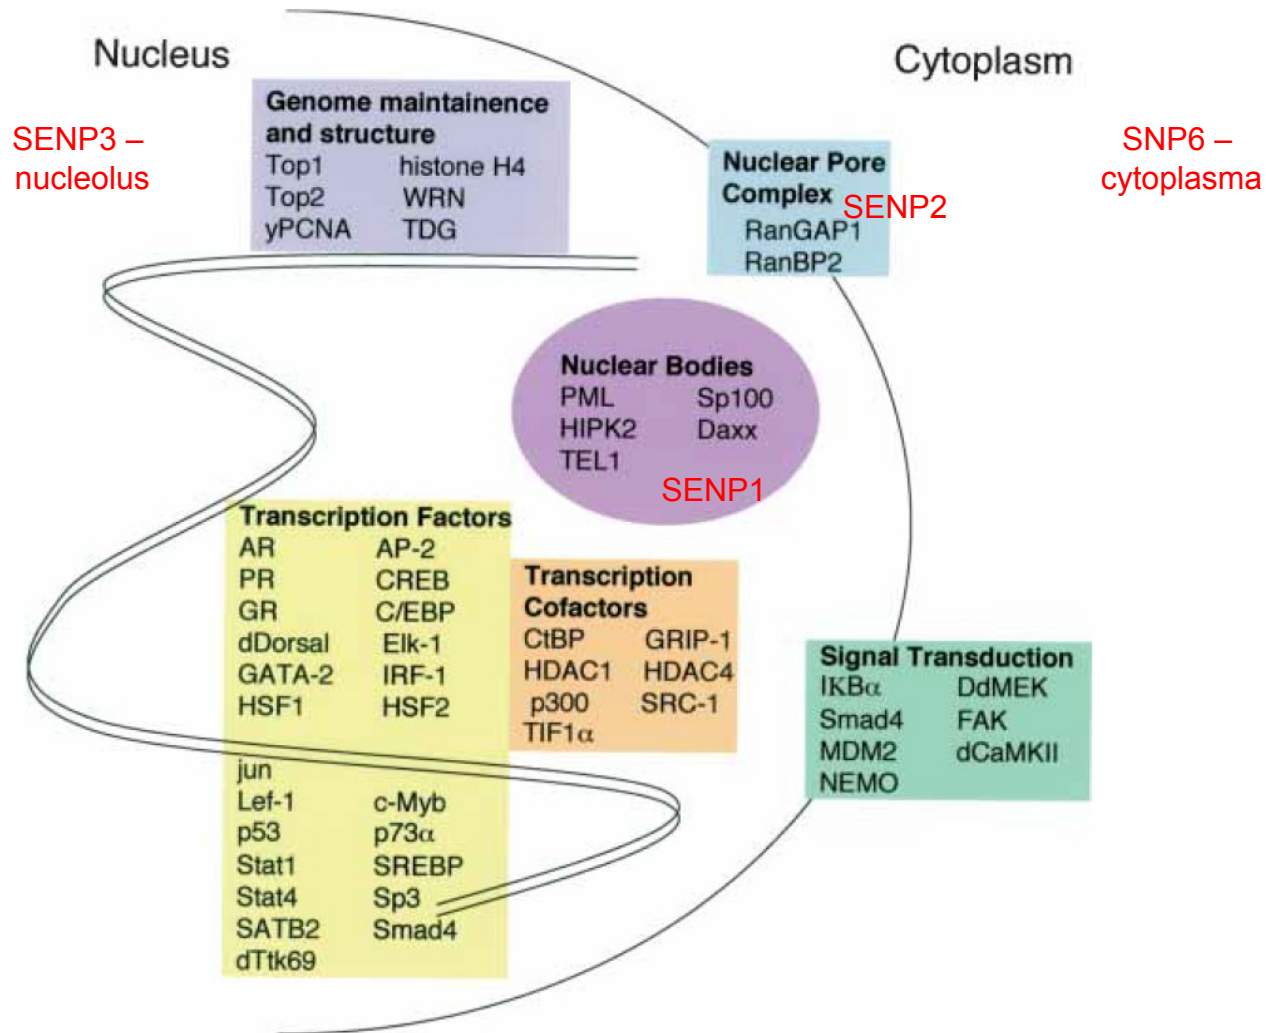 Nucleus
Cytoplasm
SENP3 –
nucleolus
Genome maintainence
and structure
Top1 histone H4
Top2 WRN
yPCNA TDG
Nuclear Pore
Complex
SENP2
RanGAP1
RanBP2
SNP6 –
cytoplasma
Nuclear Bodies
PML Sp100
HIPK2 Daxx
TEL1
SENP1
Transcription Factors
AR AP-2
PR CREB
GR C/EBP
dDorsal Elk-1
GATA-2 IRF-1
HSF1 HSF2
jun
Lef-1 c-Myb
p53 p73α
Stat1 SREBP
Stat4 Sp3
SATB2 Smad4
dTtk69
Transcription
Cofactors
CtBP GRIP-1
HDAC1 HDAC4
p300 SRC-1
TIF1α
Signal Transduction
IKBα DdMEK
Smad4 FAK
MDM2 dCaMKII
NEMO